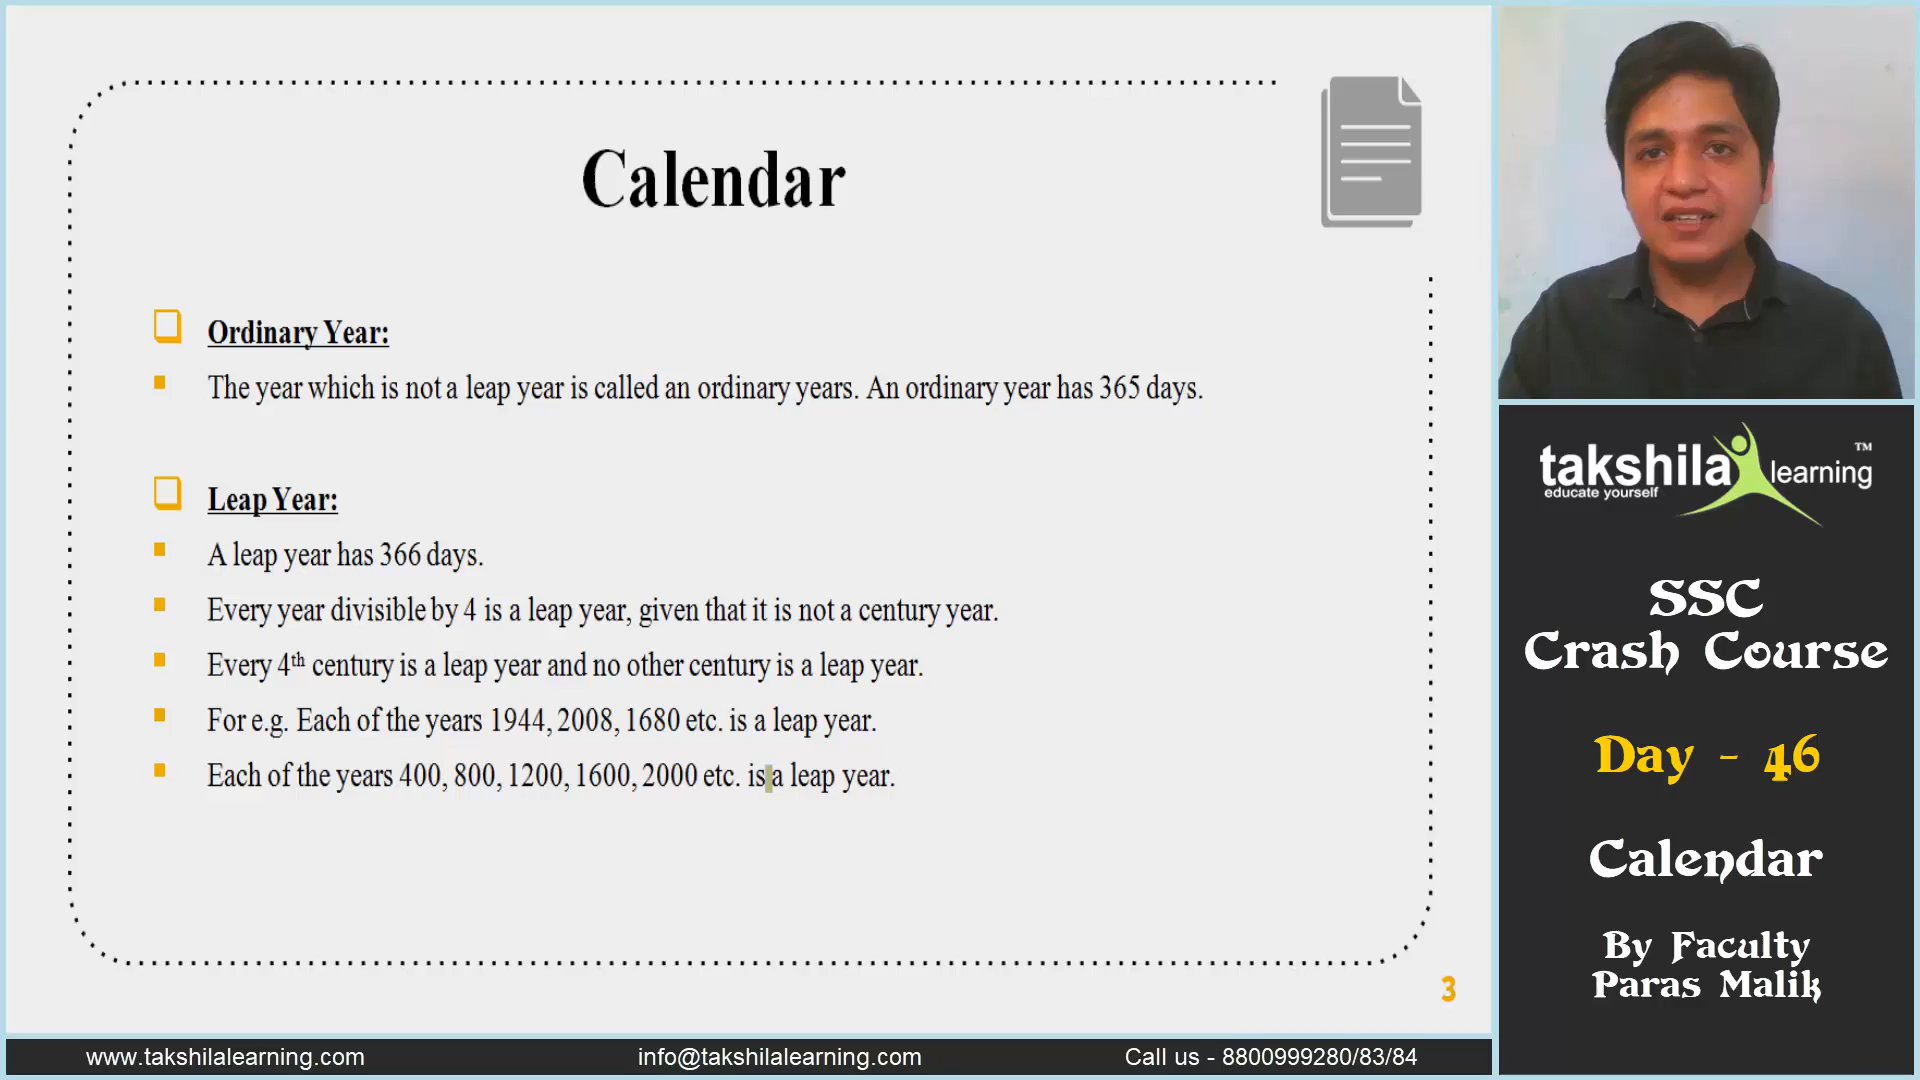 Calendar
Ordinary Year:
The year which is not a leap year is called an ordinary years. An ordinary year has 365 days.
Leap Year:
A leap year has 366 days.
Every year divisible by 4 is a leap year, given that it is not a century year.
Every 4th century is a leap year and no other century is a leap year.
For e.g. Each of the years 1944, 2008, 1680 etc. is a leap year.
Each of the years 400, 800, 1200, 1600, 2000 etc. is a leap year.
3
takshila learning TM
educate yourself
SSC
Crash Course
Day - 46
Calendar
By Faculty
Paras Malik
www.takshilalearning.com
info@takshilalearning.com
Call us - 8800999280/83/84